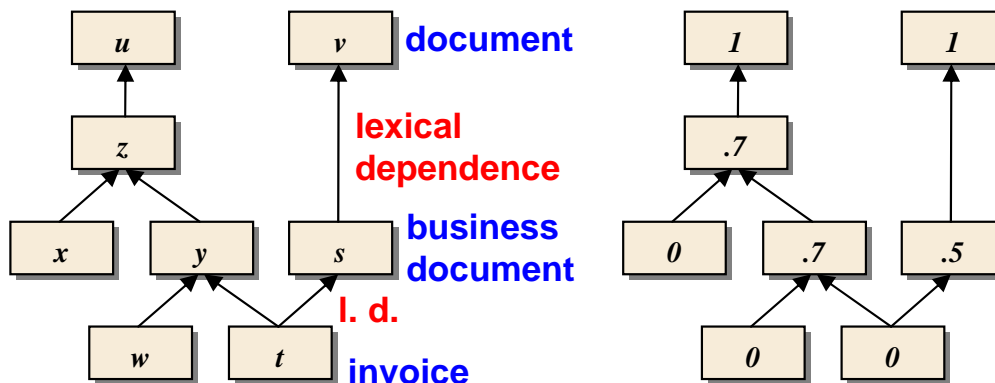 u
v
document
1
1
z
lexical
dependence
.7
x
y
s
business
document
0
.7
.5
l. d.
w
t
invoice
0
0